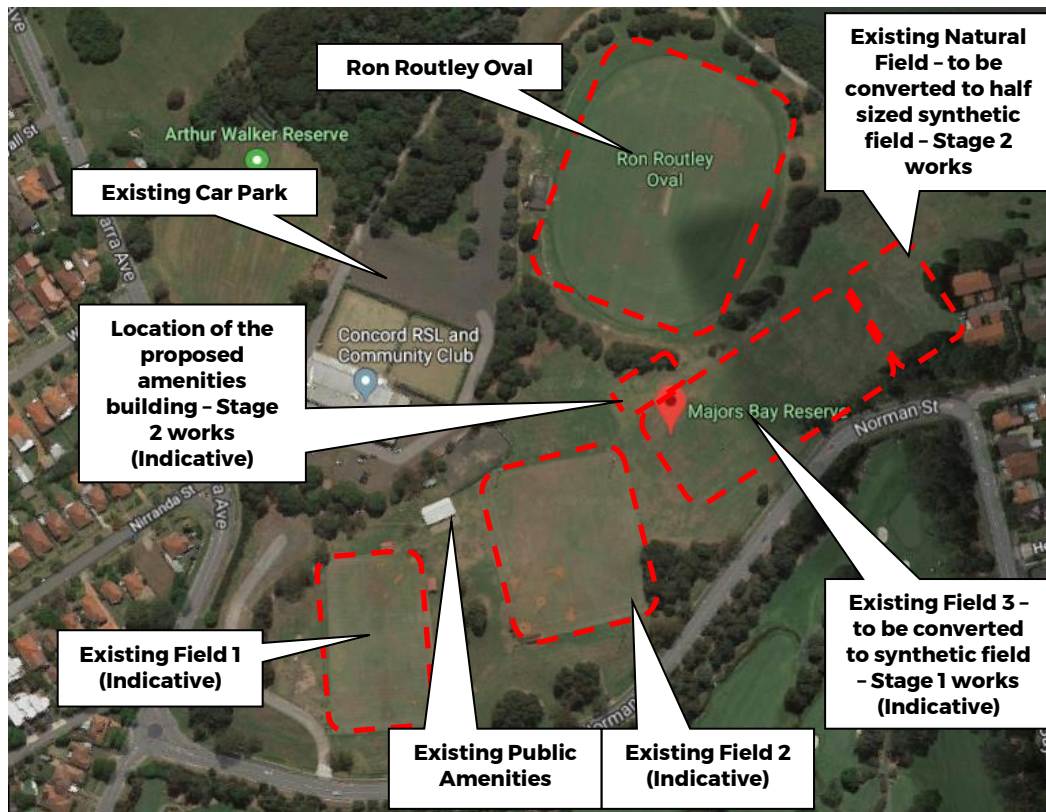 Ron Routley Oval
Existing Natural
Field – to be
converted to half
sized synthetic
field – Stage 2
works
Arthur Walker Reserve
Ron Routley
Oval
Existing Car Park
Location of the
proposed
amenities
building – Stage
2 works
(Indicative)
Concord RSL and
Community Club
Majors Bay Reserve
Norman St
Nirranda St
Ave
Existing Field 1
(Indicative)
Existing Public
Amenities
Existing Field 2
(Indicative)
Existing Field 3 –
to be converted
to synthetic field
– Stage 1 works
(Indicative)